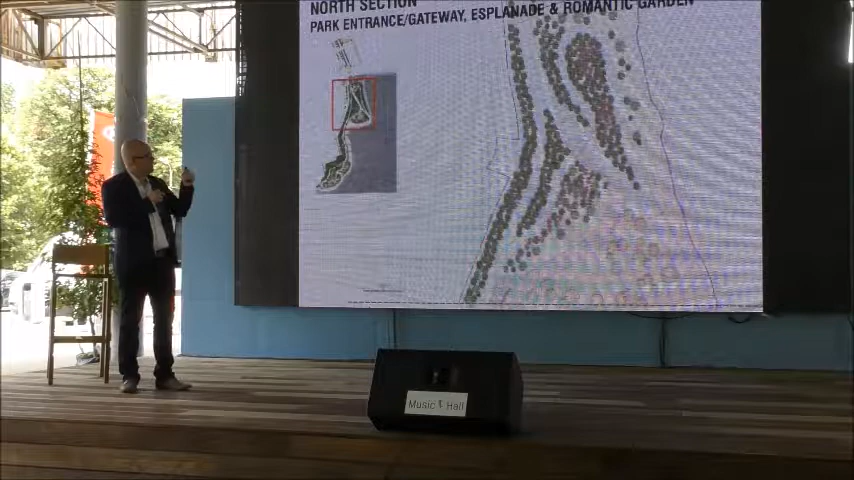 NORTH SECTION
PARK ENTRANCE/GATEWAY, ESPLANADE & ROMANTIC GARDEN
Music Hall